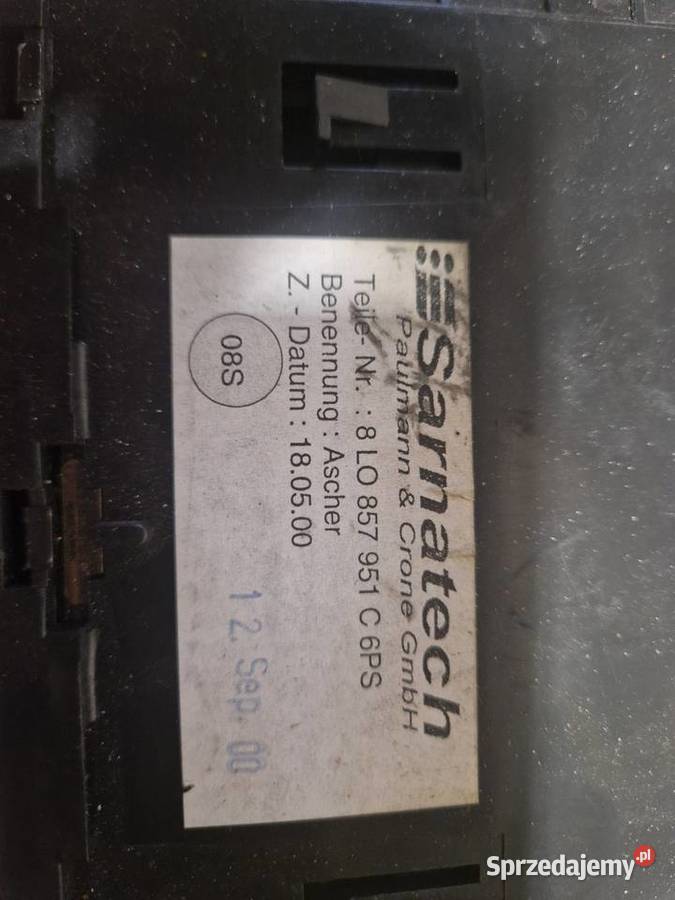 Sarnatech
Paulmann & Crone GmbH
Teile- Nr. : 8 LO 857 951 C 6PS
Benennung : Ascher
Z. - Datum : 18.05.00
08S
12. Sep. 00
Sprzedajemy.pl